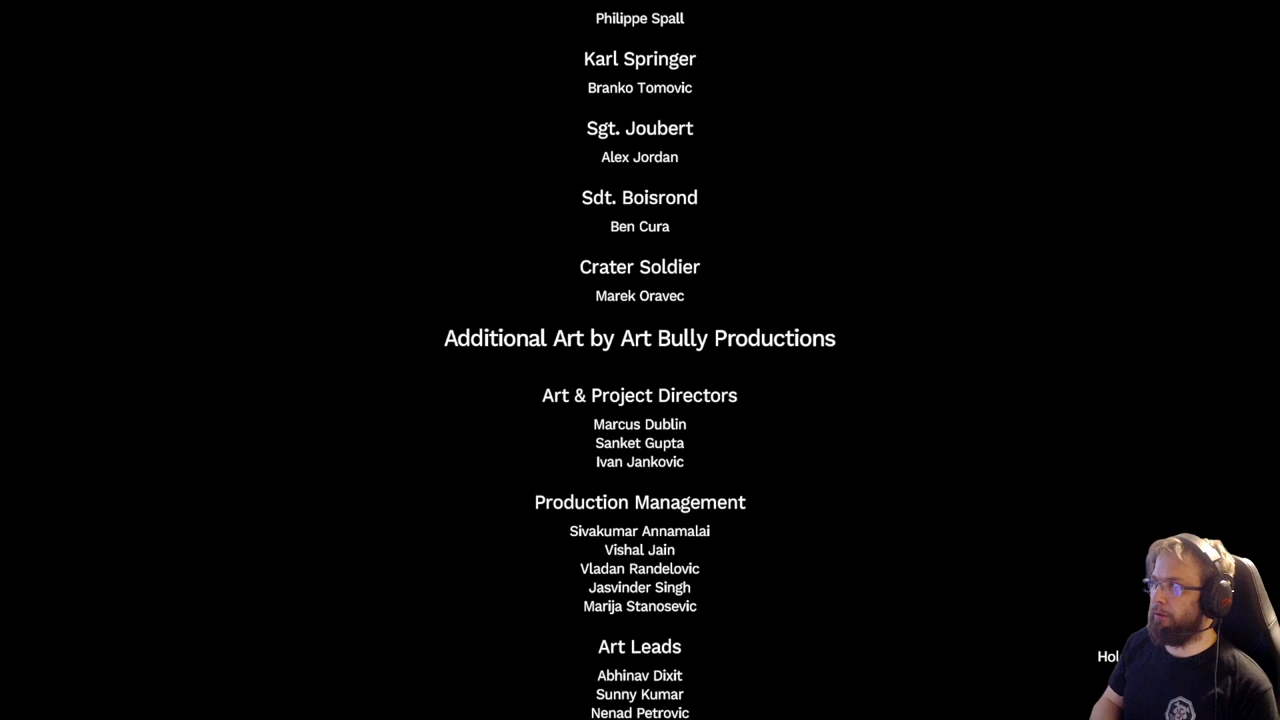 Philippe Spall
Karl Springer
Branko Tomovic
Sgt. Joubert
Alex Jordan
Sdt. Boisrond
Ben Cura
Crater Soldier
Marek Oravec
Additional Art by Art Bully Productions
Art & Project Directors
Marcus Dublin
Sanket Gupta
Ivan Jankovic
Production Management
Sivakumar Annamalai
Vishal Jain
Vladan Randelovic
Jasvinder Singh
Marija Stanosevic
Art Leads
Abhinav Dixit
Sunny Kumar
Nenad Petrovic